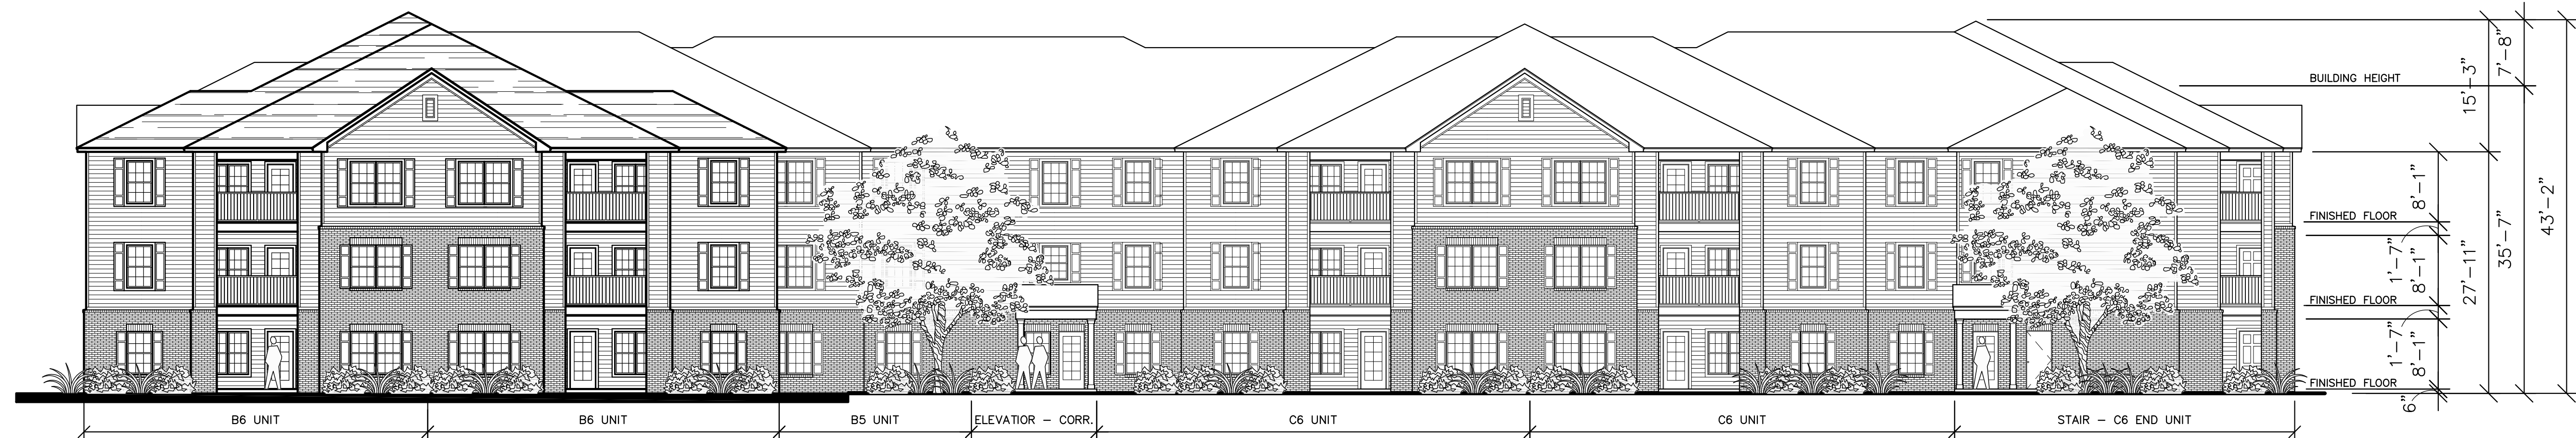 BUILDING HEIGHT
15'-3"
7'-8"
FINISHED FLOOR
8'-1"
FINISHED FLOOR
1'-7"
8'-1"
27'-11"
35'-7"
43'-2"
FINISHED FLOOR
1'-7"
8'-1"
6"
B6 UNIT
B6 UNIT
B5 UNIT
ELEVATIOR - CORR.
C6 UNIT
C6 UNIT
STAIR - C6 END UNIT